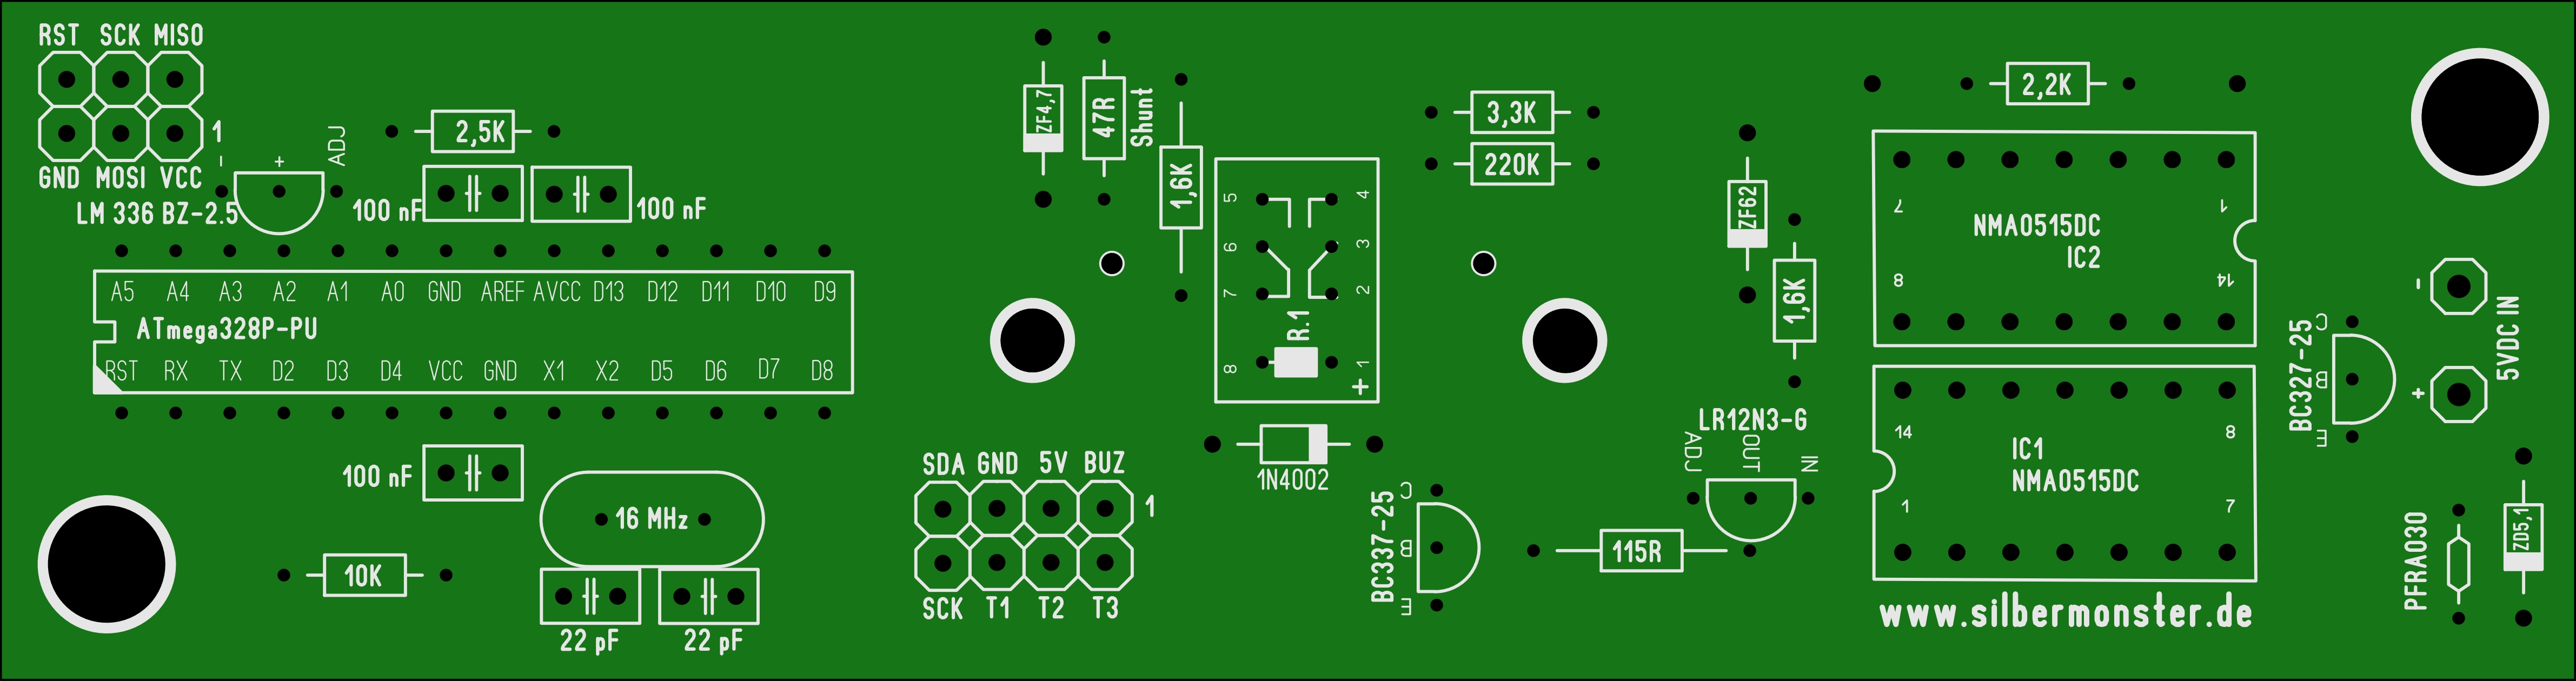 RST SCK MISO
1
GND MOSI VCC
- + ADJ
LM 336 BZ-2.5
2,5K
100 nF
100 nF
A5 A4 A3 A2 A1 A0 GND AREF AVCC D13 D12 D11 D10 D9
ATmega328P-PU
RST RX TX D2 D3 D4 VCC GND X1 X2 D5 D6 D7 D8
100 nF
16 MHz
10K
22 pF
22 pF
ZF4,7
47R
Shunt
1,6K
5 4
6 3
7 2
R.1
8 1
+
1N4002
SDA GND 5V BUZ
1
SCK T1 T2 T3
3,3K
220K
BC337-25
C
B
E
ZF62
1,6K
LR12N3-G
ADJ OUT IN
115R
2,2K
7 1
NMA0515DC
IC2
8 14
14 8
IC1
NMA0515DC
1 7
www.silbermonster.de
BC327-25
C
B
E
-
+
5VDC IN
PFRA030
ZD5,1